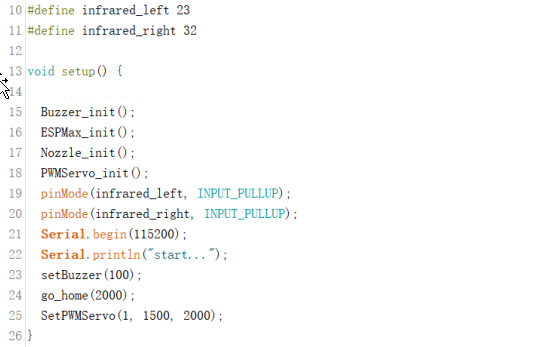 10 #define infrared_left 23
11 #define infrared_right 32
12
13 void setup() {
14
15 Buzzer_init();
16 ESPMax_init();
17 Nozzle_init();
18 PWMServo_init();
19 pinMode(infrared_left, INPUT_PULLUP);
20 pinMode(infrared_right, INPUT_PULLUP);
21 Serial.begin(115200);
22 Serial.println("start...");
23 setBuzzer(100);
24 go_home(2000);
25 SetPWMServo(1, 1500, 2000);
26 }